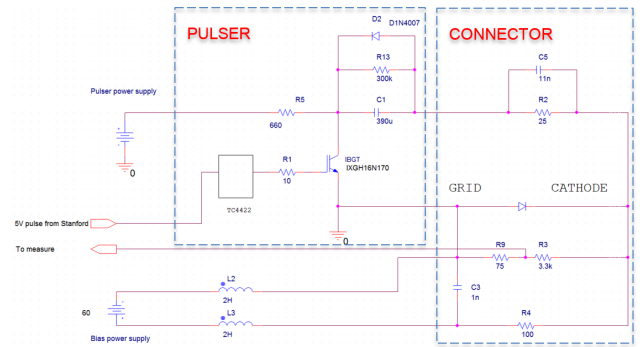 PULSER
CONNECTOR
D2
D1N4007
R13
300k
C5
11n
Pulser power supply
R5
660
C1
390u
R2
25
0
IBGT
IXGH16N170
R1
10
TC4422
GRID
CATHODE
5V pulse from Stanford
0
To measure
R9
75
R3
3.3k
L2
2H
C3
1n
60
L3
2H
R4
100
Bias power supply